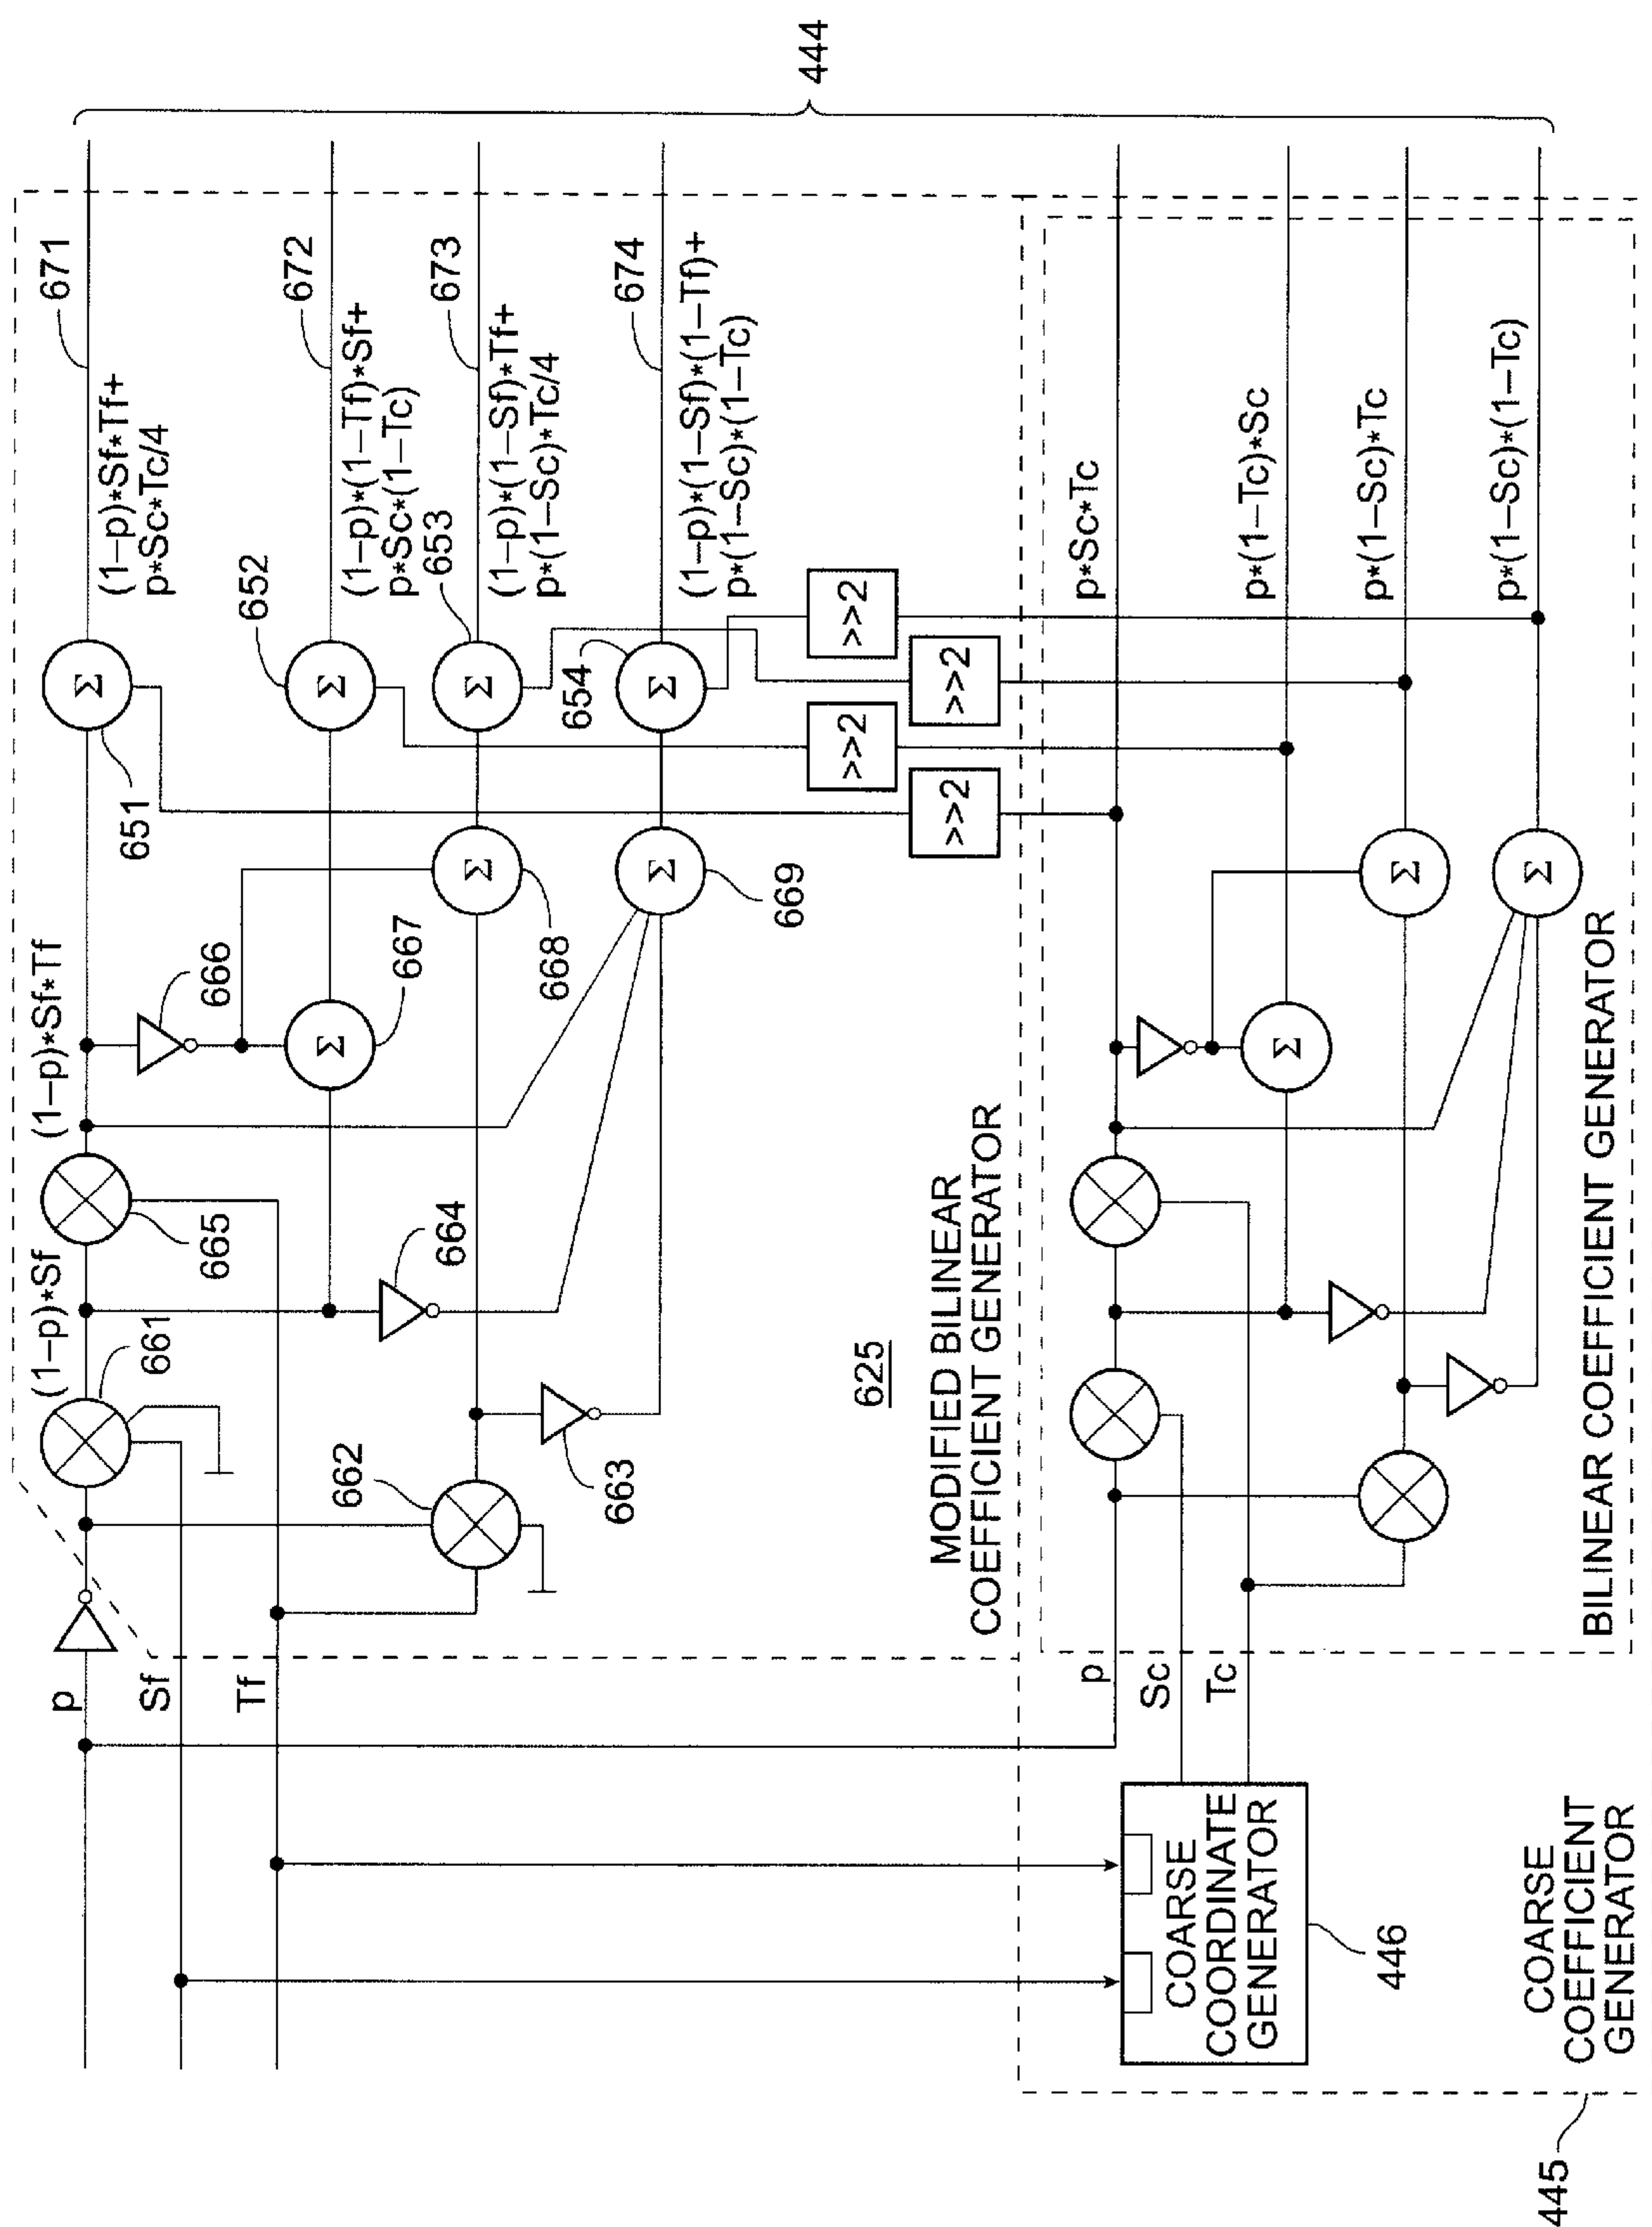 444
671
(1–p)*Sf*Tf+
p*Sc*Tc/4
672
(1–p)*(1–Tf)*Sf+
p*Sc*(1–Tc)
673
(1–p)*(1–Sf)*Tf+
p*(1–Sc)*Tc/4
674
(1–p)*(1–Sf)*(1–Tf)+
p*(1–Sc)*(1–Tc)
p*Sc*Tc
p*(1–Tc)*Sc
p*(1–Sc)*Tc
p*(1–Sc)*(1–Tc)
Σ
651
Σ
652
Σ
653
Σ
654
>>2
>>2
>>2
>>2
(1–p)*Sf*Tf
666
Σ
667
Σ
668
Σ
669
Σ
Σ
Σ
(1–p)*Sf
665
664
661
662
663
625
MODIFIED BILINEAR
COEFFICIENT GENERATOR
BILINEAR COEFFICIENT GENERATOR
p
Sf
Tf
p
Sc
Tc
COARSE
COORDINATE
GENERATOR
446
COARSE
COEFFICIENT
GENERATOR
445